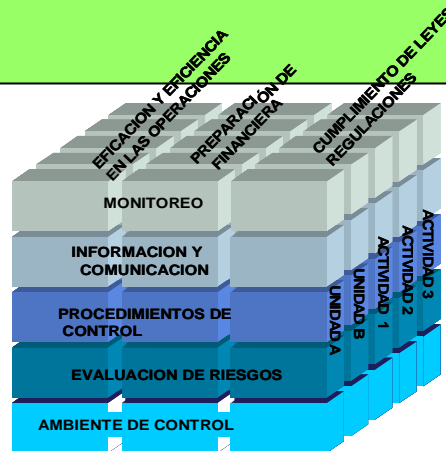 EFICACION Y EFICIENCIA
EN LAS OPERACIONES
PREPARACIÓN DE
FINANCIERA
CUMPLIMIENTO DE LEYES
REGULACIONES
MONITOREO
INFORMACION Y
COMUNICACION
PROCEDIMIENTOS DE
CONTROL
EVALUACION DE RIESGOS
AMBIENTE DE CONTROL
UNIDAD A
UNIDAD B
ACTIVIDAD 1
ACTIVIDAD 2
ACTIVIDAD 3